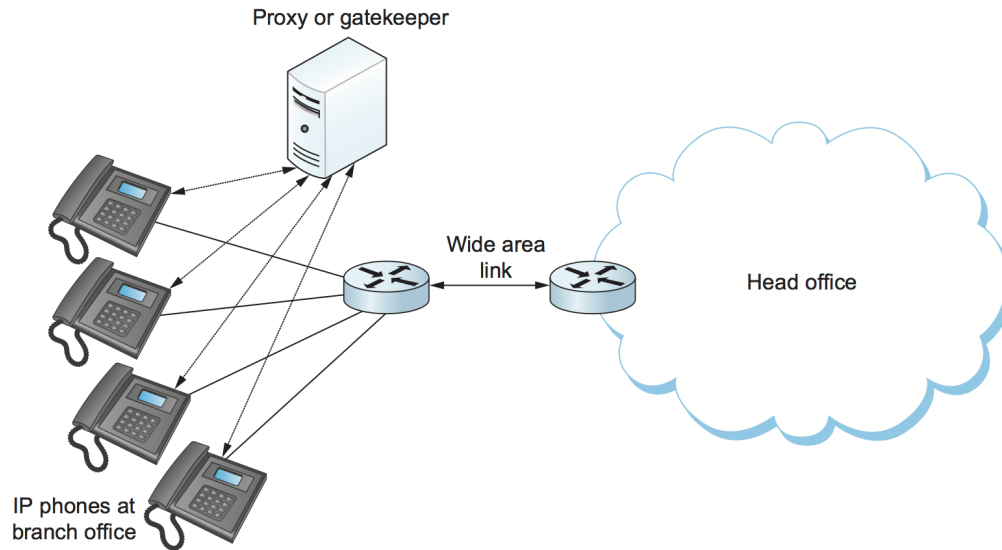 Proxy or gatekeeper
Wide area
link
Head office
IP phones at
branch office